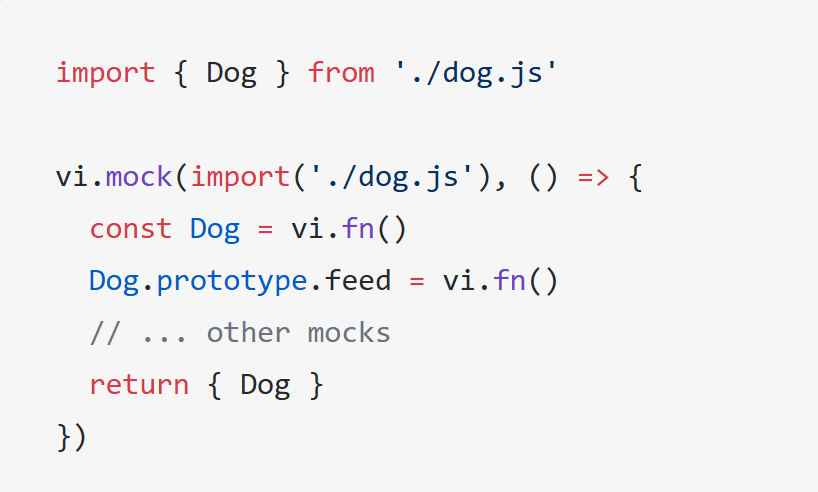 import { Dog } from './dog.js'
vi.mock(import('./dog.js'), () => {
const Dog = vi.fn()
Dog.prototype.feed = vi.fn()
// ... other mocks
return { Dog }
})